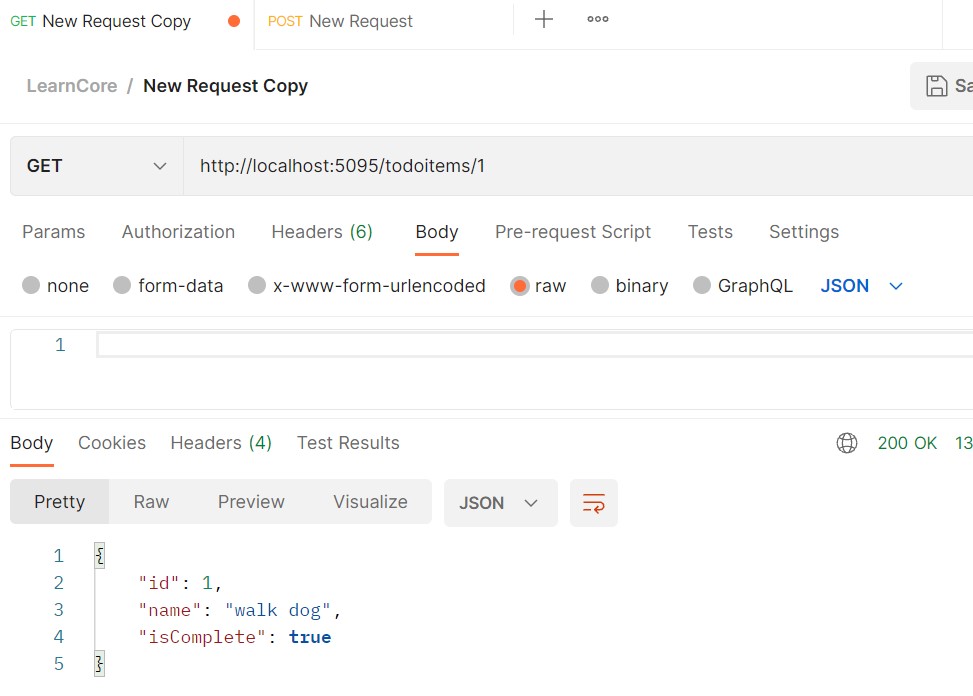 GET New Request Copy POST New Request
LearnCore / New Request Copy
GET http://localhost:5095/todoitems/1
Params Authorization Headers (6) Body Pre-request Script Tests Settings
none form-data x-www-form-urlencoded raw binary GraphQL JSON
1
Body Cookies Headers (4) Test Results 200 OK 13
Pretty Raw Preview Visualize JSON
1 {
2 "id": 1,
3 "name": "walk dog",
4 "isComplete": true
5 }